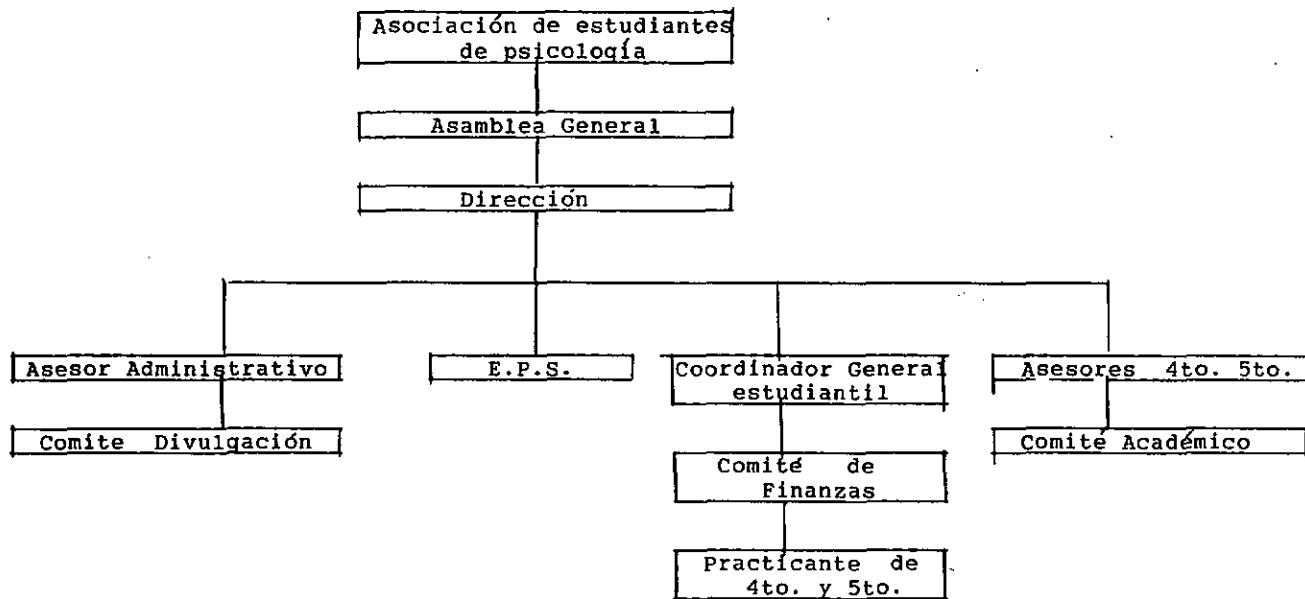 Asociación de estudiantes
de psicología
Asamblea General
Dirección
Asesor Administrativo
E.P.S.
Coordinador General
estudiantil
Asesores 4to. 5to.
Comite Divulgación
Comité Académico
Comité de
Finanzas
Practicante de
4to. y 5to.